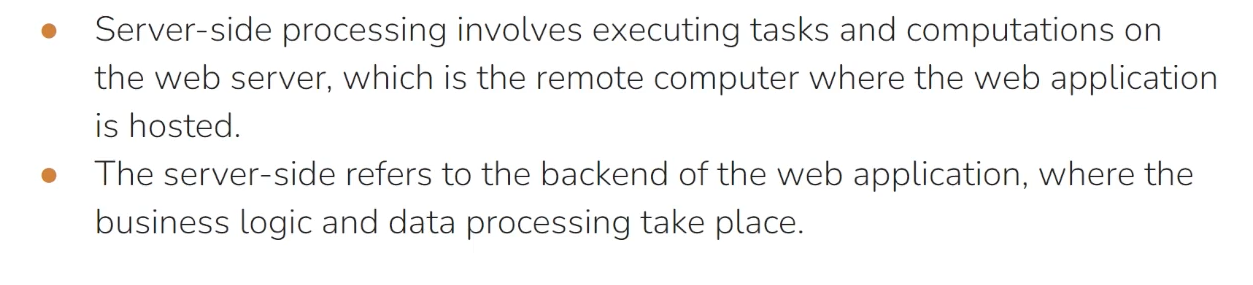 • Server-side processing involves executing tasks and computations on
the web server, which is the remote computer where the web application
is hosted.
• The server-side refers to the backend of the web application, where the
business logic and data processing take place.